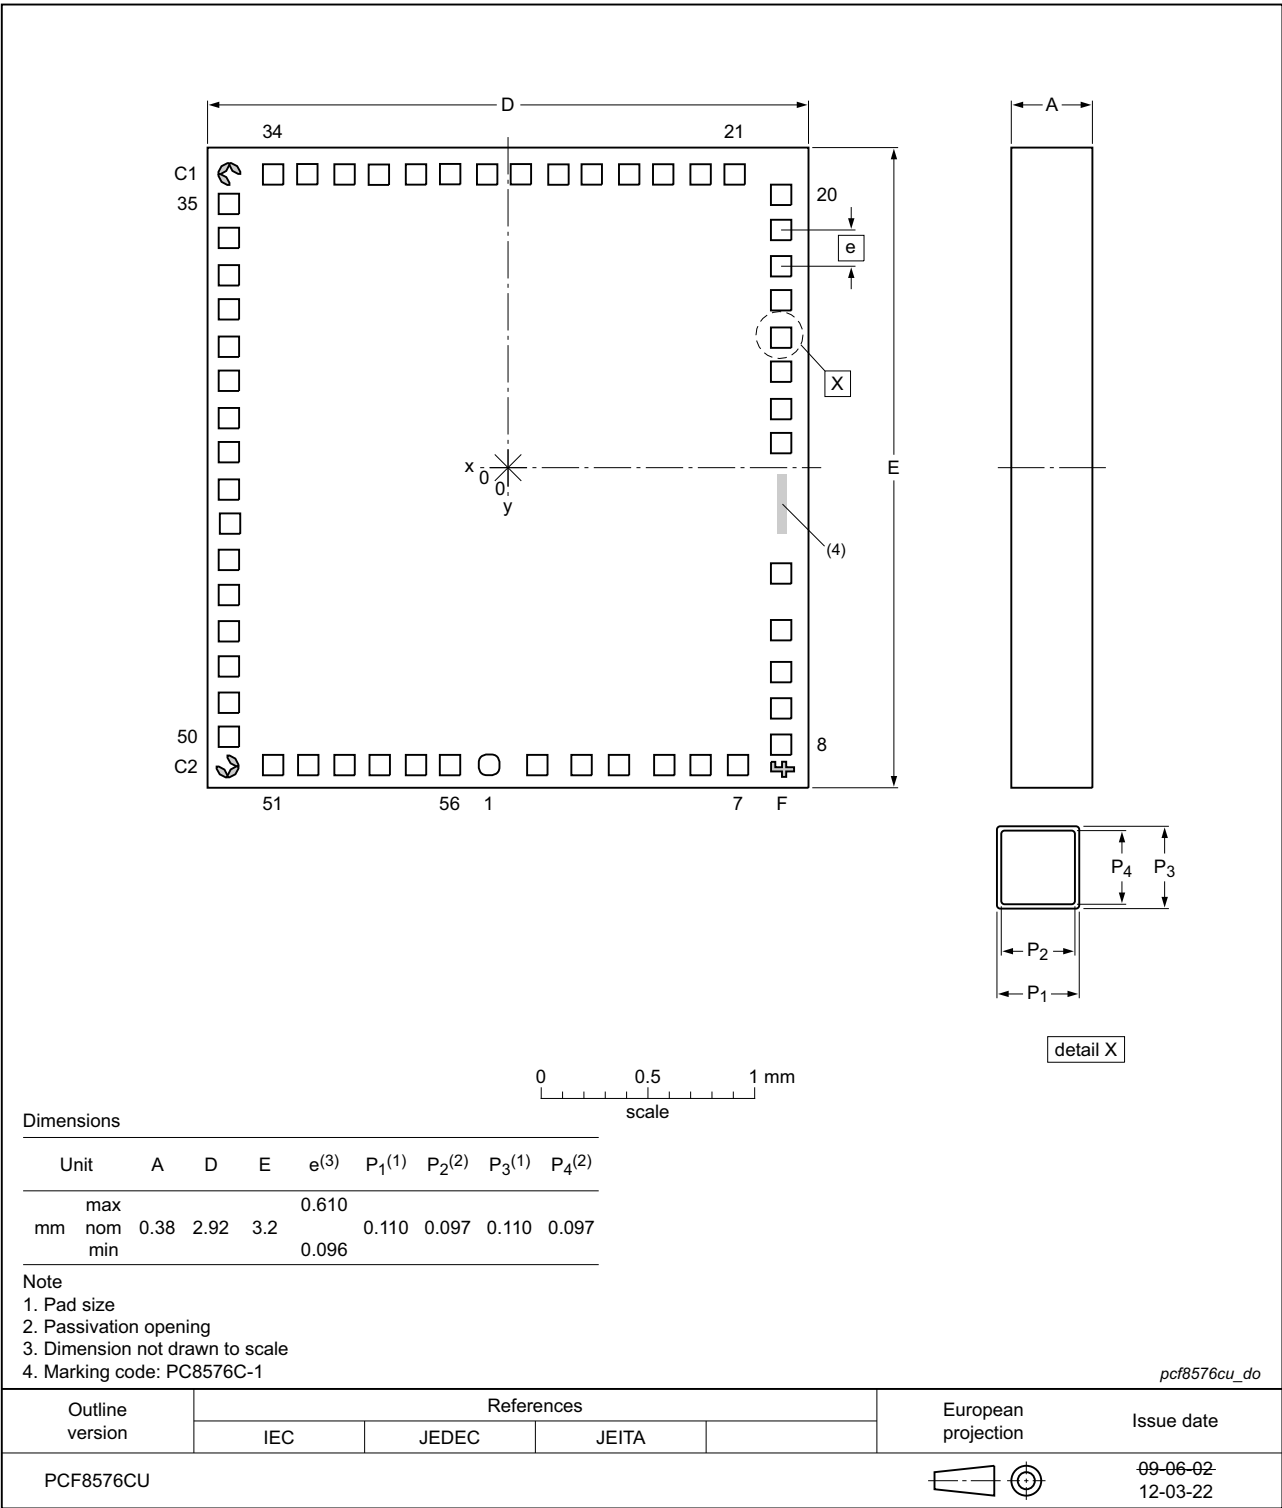 D
A
34 21
C1
35
20
e
X
x 0
0
y
E
(4)
50
C2
8
51 56 1 7 F
P4 P3
P2
P1
detail X
0 0.5 1 mm
scale
Dimensions
Unit A D E e(3) P1(1) P2(2) P3(1) P4(2)
max 0.610
mm nom 0.38 2.92 3.2 0.110 0.097 0.110 0.097
min 0.096
Note
1. Pad size
2. Passivation opening
3. Dimension not drawn to scale
4. Marking code: PC8576C-1
pcf8576cu_do
Outline version References European projection Issue date
IEC JEDEC JEITA
PCF8576CU
09-06-02
12-03-22